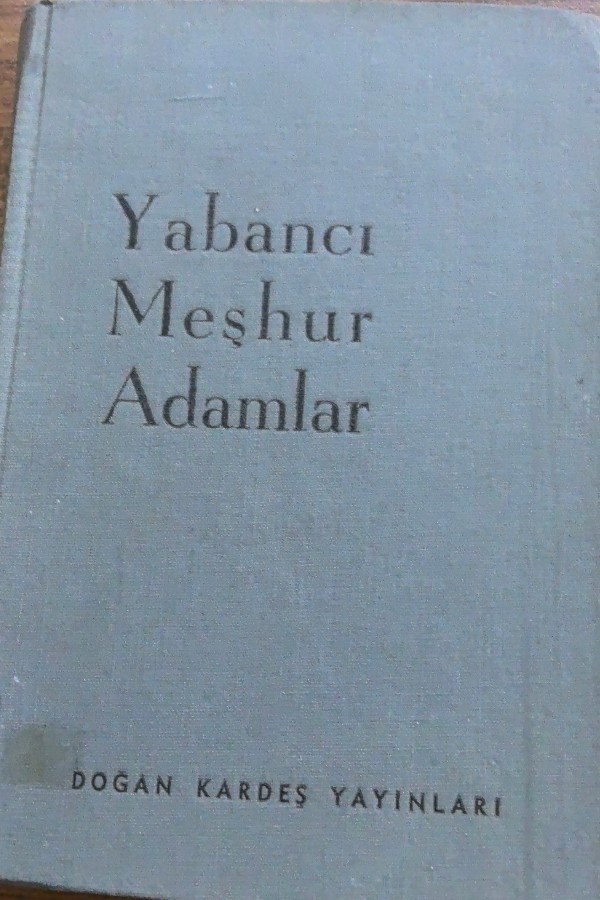 Yabancı
Meşhur
Adamlar
DOĞAN KARDEŞ YAYINLARI